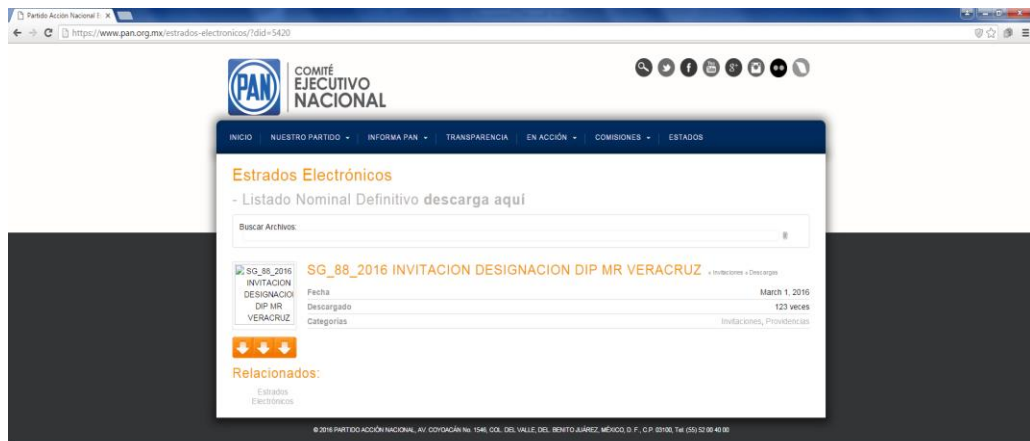 Partido Acción Nacional |
https://www.pan.org.mx/estrados-electronicos/?did=5420
PAN
COMITÉ
EJECUTIVO
NACIONAL
INICIO NUESTRO PARTIDO INFORMA PAN TRANSPARENCIA EN ACCIÓN COMISIONES ESTADOS
Estrados Electrónicos
- Listado Nominal Definitivo descarga aquí
Buscar Archivos:
SG_88_2016
INVITACION
DESIGNACIO
DIP MR
VERACRUZ
SG_88_2016 INVITACION DESIGNACION DIP MR VERACRUZ « Invitaciones « Descargas
Fecha March 1, 2016
Descargado 123 veces
Categorías Invitaciones, Providencias
Relacionados:
Estrados
Electrónicos
© 2016 PARTIDO ACCIÓN NACIONAL, AV. COYOACÁN No. 1546, COL. DEL VALLE, DEL. BENITO JUÁREZ, MÉXICO, D. F., C.P. 03100, Tel. (55) 52 00 40 00